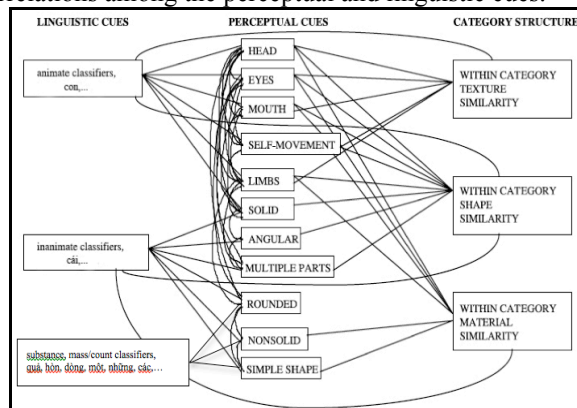 relations among the perceptual and linguistic cues.
LINGUISTIC CUES
PERCEPTUAL CUES
CATEGORY STRUCTURE
animate classifiers,
con,...
inanimate classifiers,
cái,...
substance, mass/count classifiers,
quả, hòn, dòng, một, những, các,...
HEAD
EYES
MOUTH
SELF-MOVEMENT
LIMBS
SOLID
ANGULAR
MULTIPLE PARTS
ROUNDED
NONSOLID
SIMPLE SHAPE
WITHIN CATEGORY
TEXTURE
SIMILARITY
WITHIN CATEGORY
SHAPE
SIMILARITY
WITHIN CATEGORY
MATERIAL
SIMILARITY